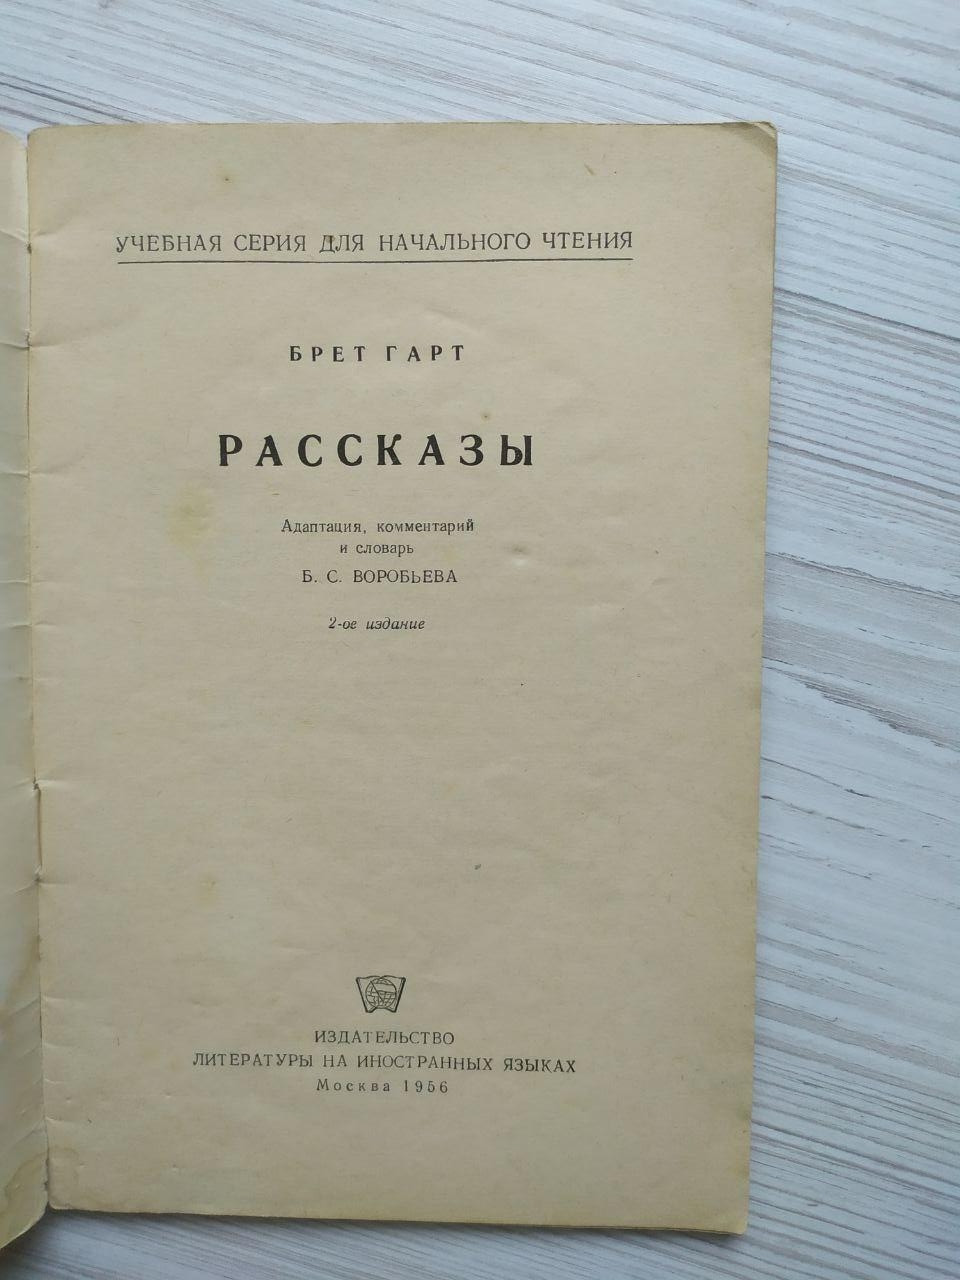 УЧЕБНАЯ СЕРИЯ ДЛЯ НАЧАЛЬНОГО ЧТЕНИЯ
БРЕТ ГАРТ
РАССКАЗЫ
Адаптация, комментарий
и словарь
Б. С. ВОРОБЬЕВА
2-ое издание
ИЗДАТЕЛЬСТВО
ЛИТЕРАТУРЫ НА ИНОСТРАННЫХ ЯЗЫКАХ
Москва 1956